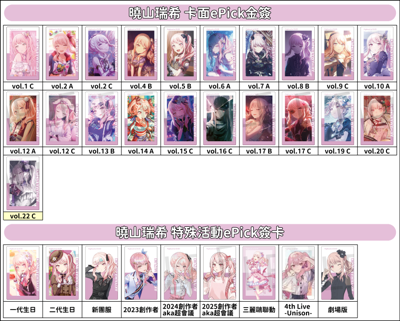 曉山瑞希 卡面ePick金簽
vol.1 C
vol.2 A
vol.2 C
vol.4 B
vol.5 B
vol.6 A
vol.7 A
vol.8 B
vol.9 C
vol.10 A
vol.12 A
vol.12 C
vol.13 B
vol.14 A
vol.15 C
vol.16 C
vol.17 B
vol.17 C
vol.19 C
vol.20 C
vol.22 C
曉山瑞希 特殊活動ePick簽卡
一代生日
二代生日
新團服
2023創作者
2024創作者
aka超會議
2025創作者
aka超會議
三麗鷗聯動
4th Live
-Unison-
劇場版